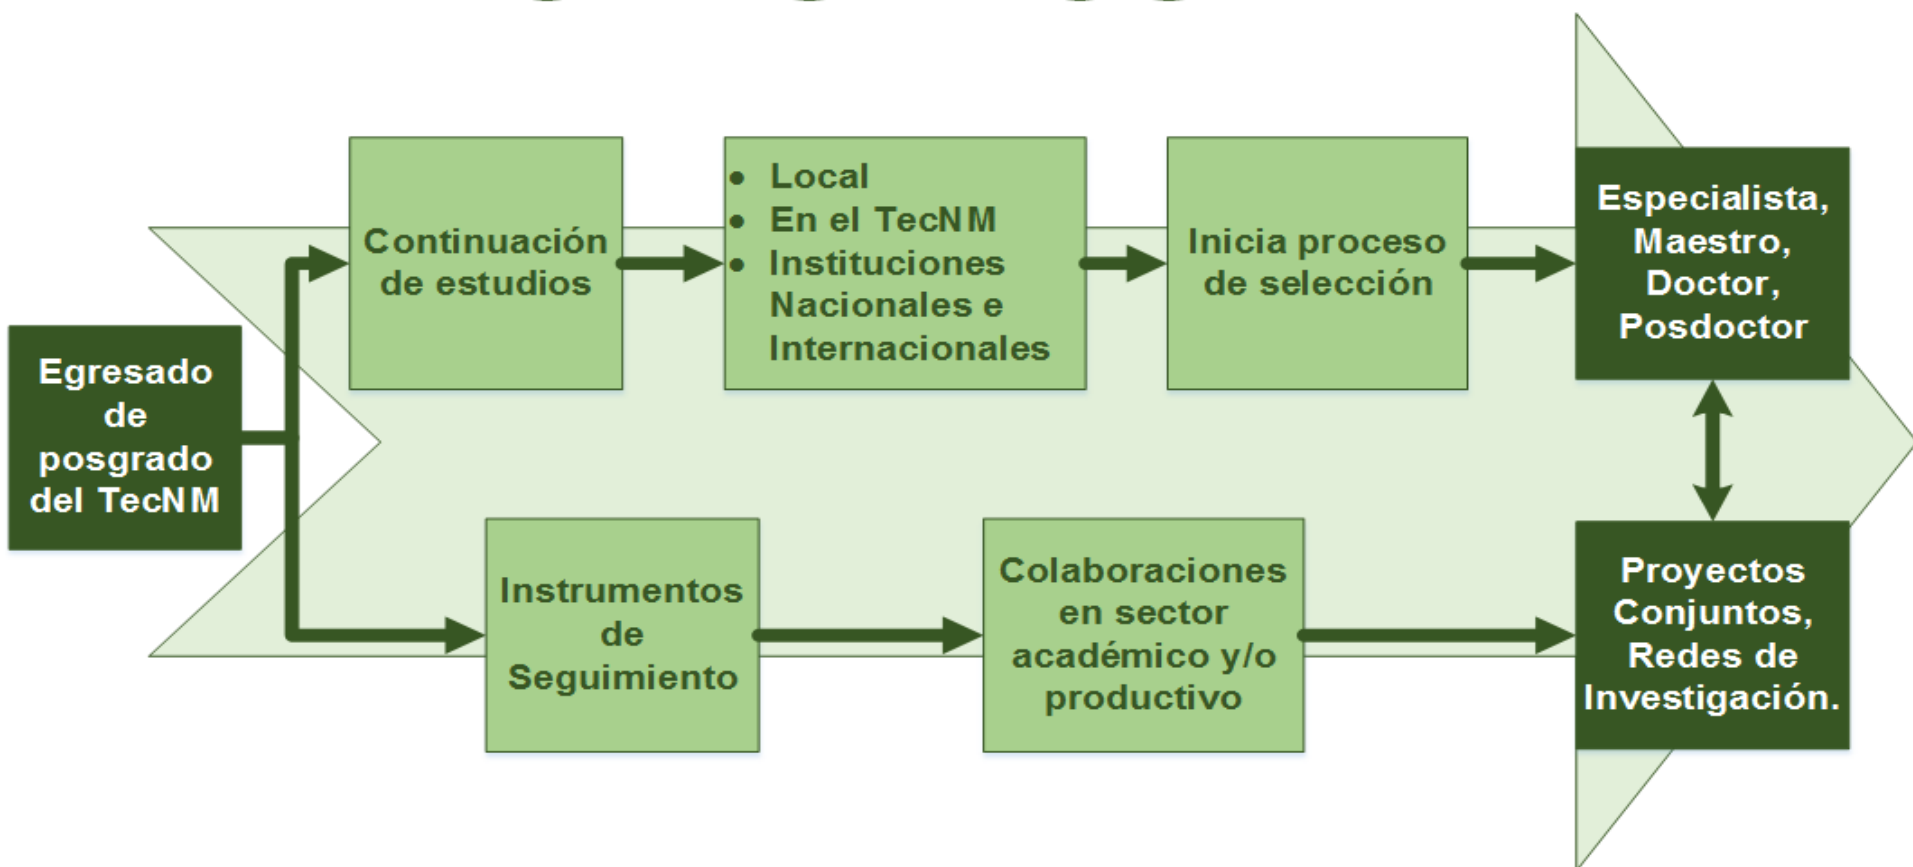 Egresado
de
posgrado
del TecNM
Continuación
de estudios
• Local
• En el TecNM
• Instituciones
Nacionales e
Internacionales
Inicia proceso
de selección
Especialista,
Maestro,
Doctor,
Posdoctor
Instrumentos
de
Seguimiento
Colaboraciones
en sector
académico y/o
productivo
Proyectos
Conjuntos,
Redes de
Investigación.